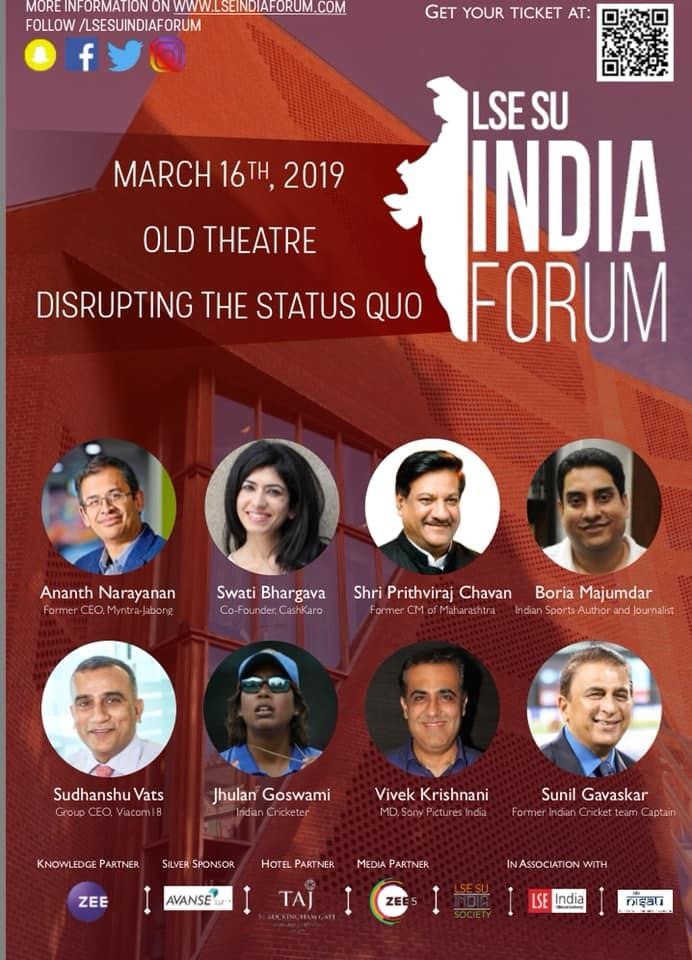 MORE INFORMATION ON WWW.LSEINDIAFORUM.COM
FOLLOW /LSESUINDIAFORUM
GET YOUR TICKET AT:
LSE SU
INDIA
FORUM
MARCH 16TH, 2019
OLD THEATRE
DISRUPTING THE STATUS QUO
Ananth Narayanan
Former CEO, Myntra-Jabong
Swati Bhargava
Co-Founder, CashKaro
Shri Prithviraj Chavan
Former CM of Maharashtra
Boria Majumdar
Indian Sports Author and Journalist
Sudhanshu Vats
Group CEO, Viacom18
Jhulan Goswami
Indian Cricketer
Vivek Krishnani
MD, Sony Pictures India
Sunil Gavaskar
Former Indian Cricket team Captain
KNOWLEDGE PARTNER
SILVER SPONSOR
HOTEL PARTNER
MEDIA PARTNER
IN ASSOCIATION WITH
ZEE
AVANSE
TAJ
51 BUCKINGHAM GATE
ZEE5
LSE SU
INDIA
SOCIETY
LSE India
nisau